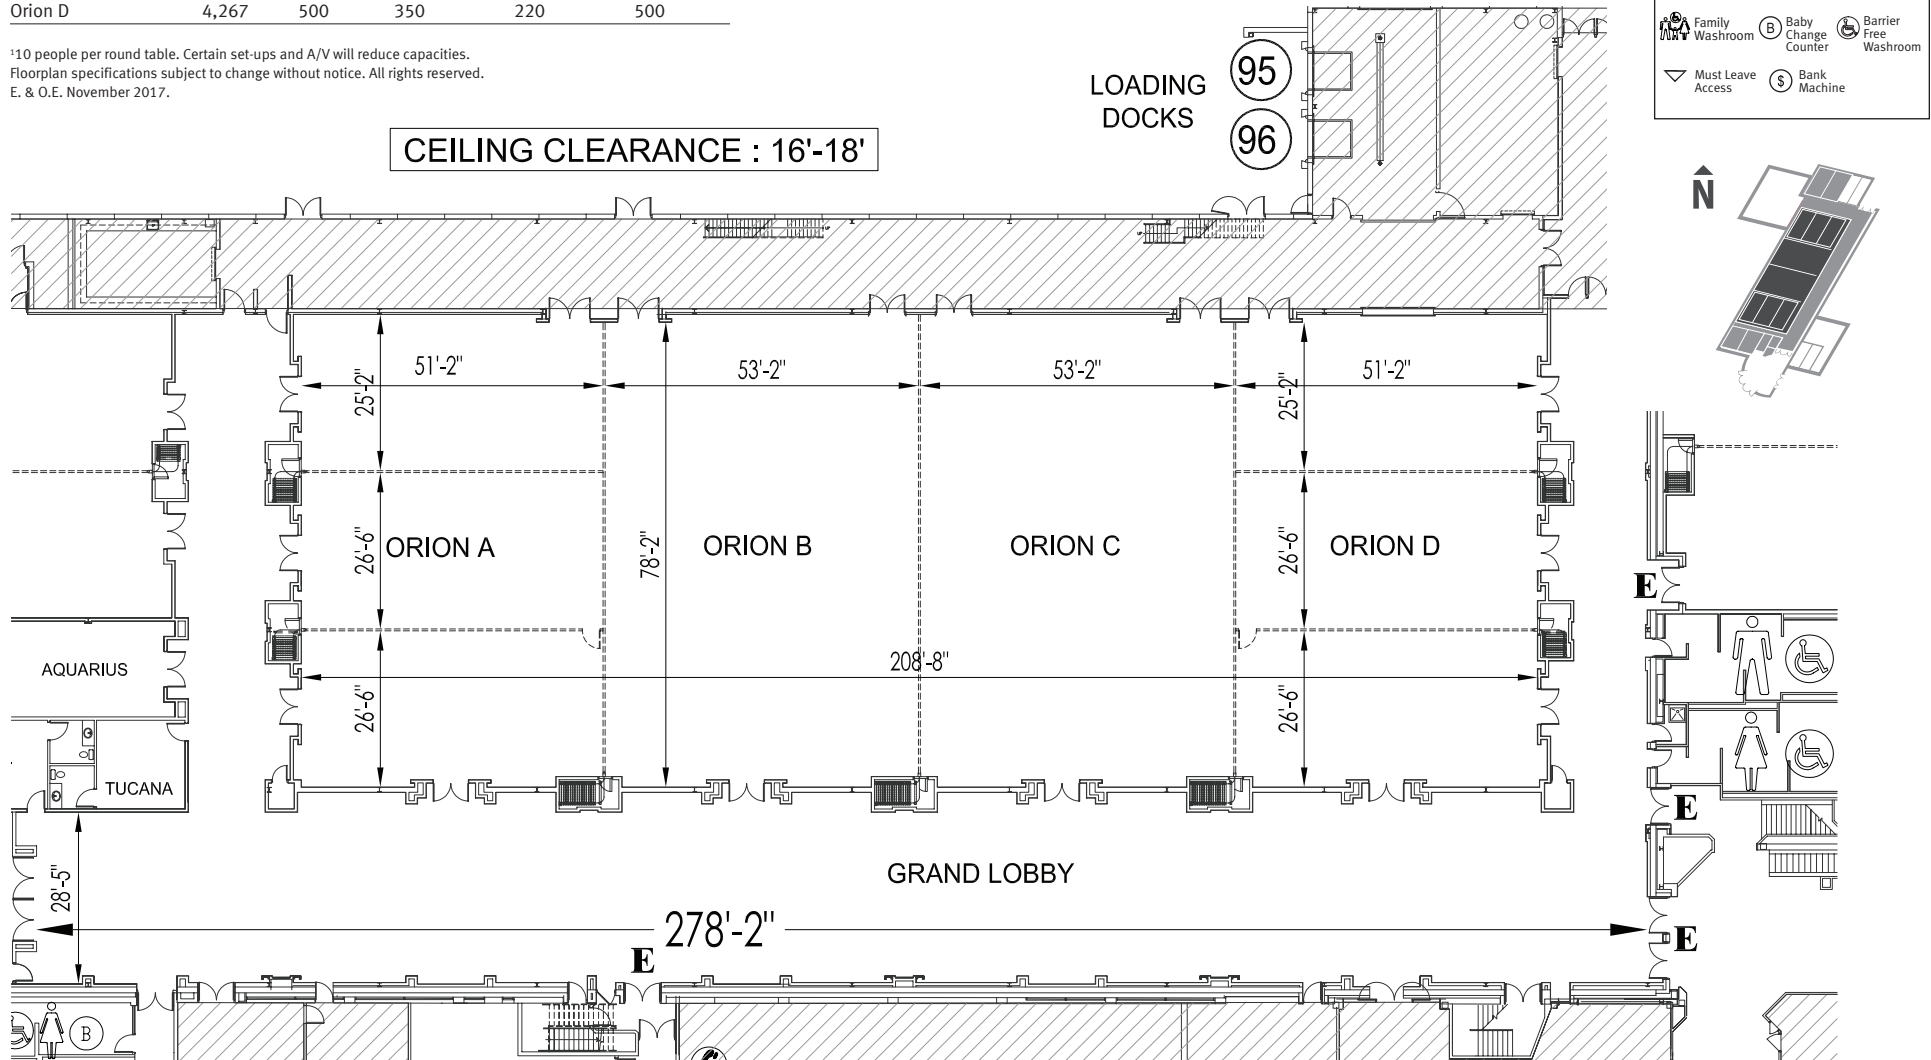 Orion D 4,267 500 350 220 500
¹10 people per round table. Certain set-ups and A/V will reduce capacities.
Floorplan specifications subject to change without notice. All rights reserved.
E. & O.E. November 2017.
Family
Washroom
B
Baby
Change
Counter
Barrier
Free
Washroom
Must Leave
Access
$
Bank
Machine
LOADING
DOCKS
95
96
CEILING CLEARANCE : 16'-18'
N
51'-2"
53'-2"
53'-2"
51'-2"
25'-2"
25'-2"
ORION A
ORION B
ORION C
ORION D
26'-6"
78'-2"
26'-6"
E
208'-8"
AQUARIUS
26'-6"
26'-6"
TUCANA
E
28'-5"
GRAND LOBBY
278'-2"
E
E
B